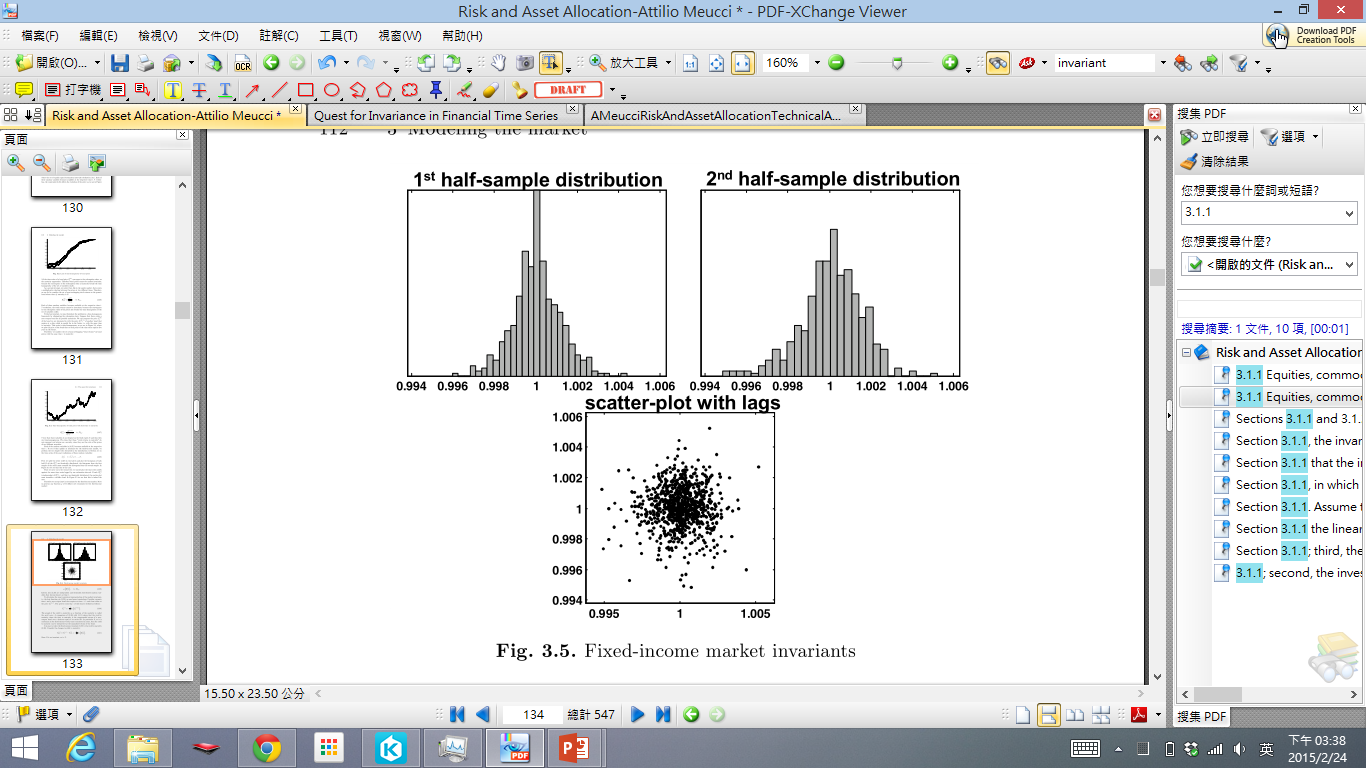 Risk and Asset Allocation-Attilio Meucci * - PDF-XChange Viewer
檔案(F) 編輯(E) 檢視(V) 文件(D) 註解(C) 工具(T) 視窗(W) 幫助(H)
Download PDF
Creation Tools
開啟(O)... OCR 放大工具 1:1 160% invariant
打字機 T T T DRAFT
Risk and Asset Allocation-Attilio Meucci *
Quest for Invariance in Financial Time Series
AMeucciRiskAndAssetAllocationTechnicalA...
頁面
130
131
132
133
頁面
112 3 Modeling the market
1st half-sample distribution
0.994 0.996 0.998 1 1.002 1.004 1.006
2nd half-sample distribution
0.994 0.996 0.998 1 1.002 1.004 1.006
scatter-plot with lags
1.006
1.004
1.002
1
0.998
0.996
0.994
0.995 1 1.005
Fig. 3.5. Fixed-income market invariants
15.50 x 23.50 公分
搜集 PDF
立即搜尋 選項
清除結果
您想要搜尋什麼詞或短語?
3.1.1
您想要搜尋什麼?
<開啟的文件 (Risk an...
搜尋摘要: 1 文件, 10 項, [00:01]
Risk and Asset Allocation
3.1.1 Equities, commod
3.1.1 Equities, commod
Sections 3.1.1 and 3.1.
Section 3.1.1, the invar
Section 3.1.1 that the in
Section 3.1.1, in which
Section 3.1.1. Assume t
Section 3.1.1 the linear
Section 3.1.1; third, the
3.1.1; second, the inves
搜集 PDF
選項 134 總計 547
PDF
英
下午 03:38
2015/2/24